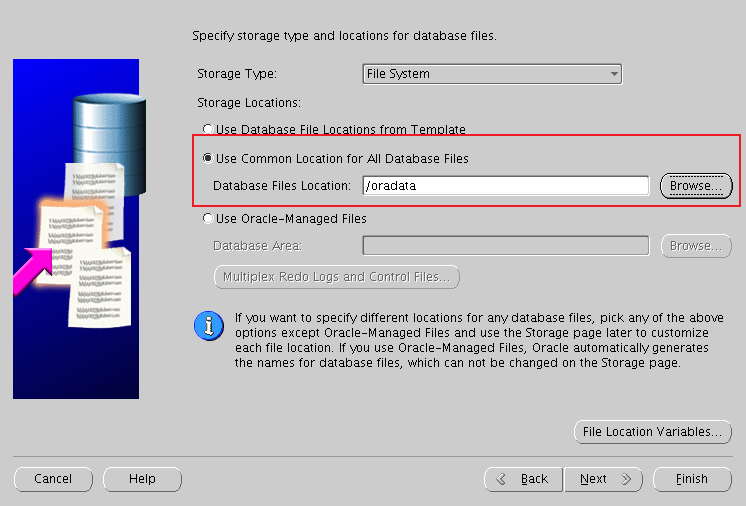 Specify storage type and locations for database files.
Storage Type: File System
Storage Locations:
Use Database File Locations from Template
Use Common Location for All Database Files
Database Files Location: /oradata Browse...
Use Oracle-Managed Files
Database Area: Browse...
Multiplex Redo Logs and Control Files...
If you want to specify different locations for any database files, pick any of the above
options except Oracle-Managed Files and use the Storage page later to customize
each file location. If you use Oracle-Managed Files, Oracle automatically generates
the names for database files, which can not be changed on the Storage page.
File Location Variables...
Cancel Help Back Next Finish